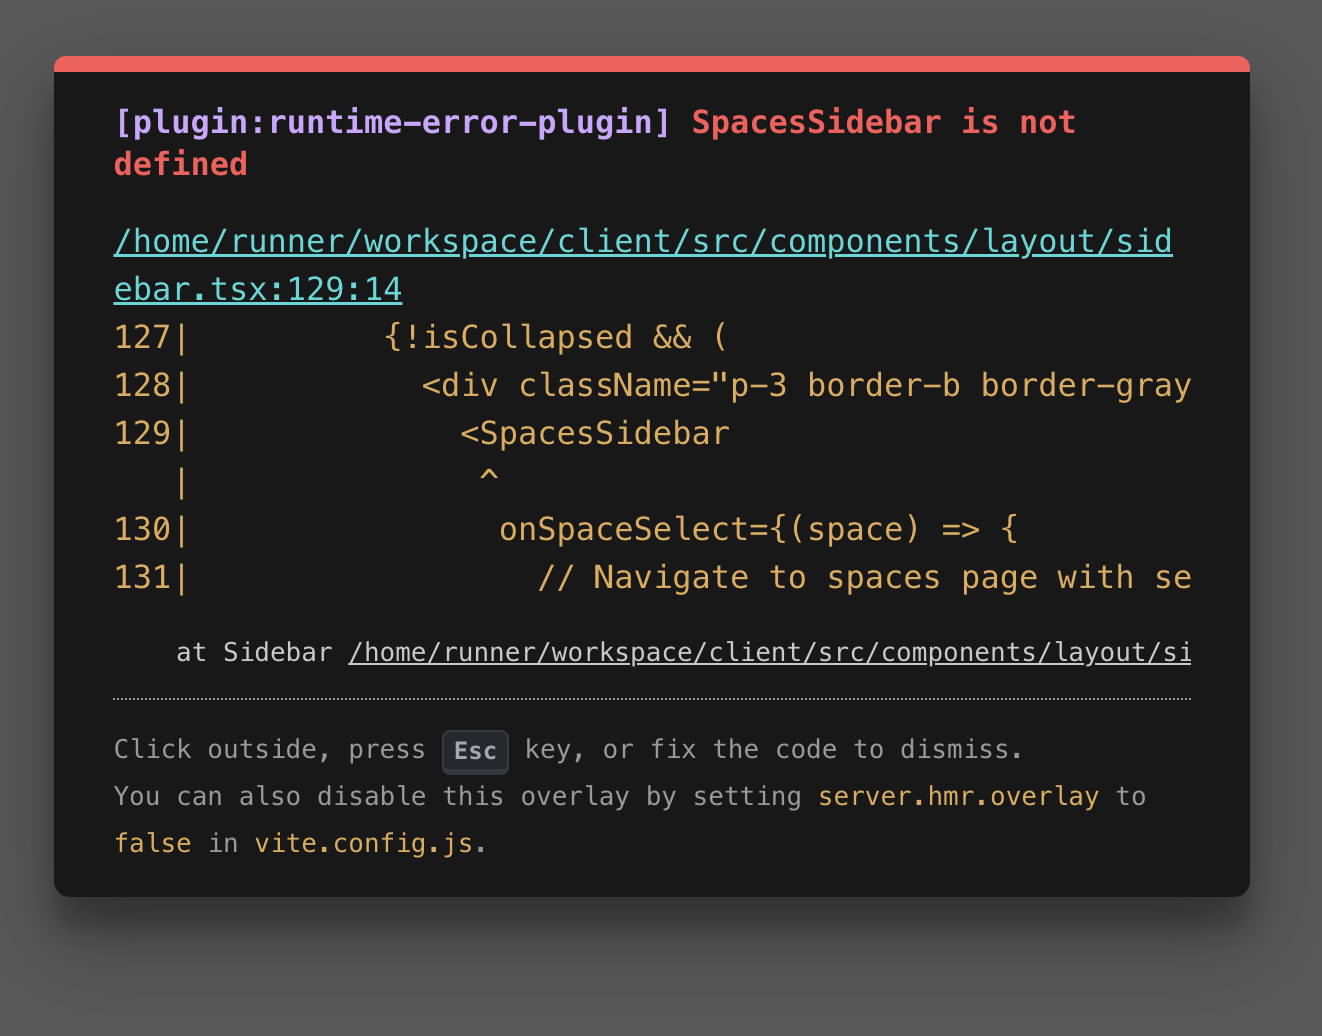 [plugin:runtime-error-plugin] SpacesSidebar is not
defined
/home/runner/workspace/client/src/components/layout/sid
ebar.tsx:129:14
127|          {!isCollapsed && (
128|            <div className="p-3 border-b border-gray
129|              <SpacesSidebar
   |               ^
130|                onSpaceSelect={(space) => {
131|                  // Navigate to spaces page with se
    at Sidebar /home/runner/workspace/client/src/components/layout/si
Click outside, press Esc key, or fix the code to dismiss.
You can also disable this overlay by setting server.hmr.overlay to
false in vite.config.js.